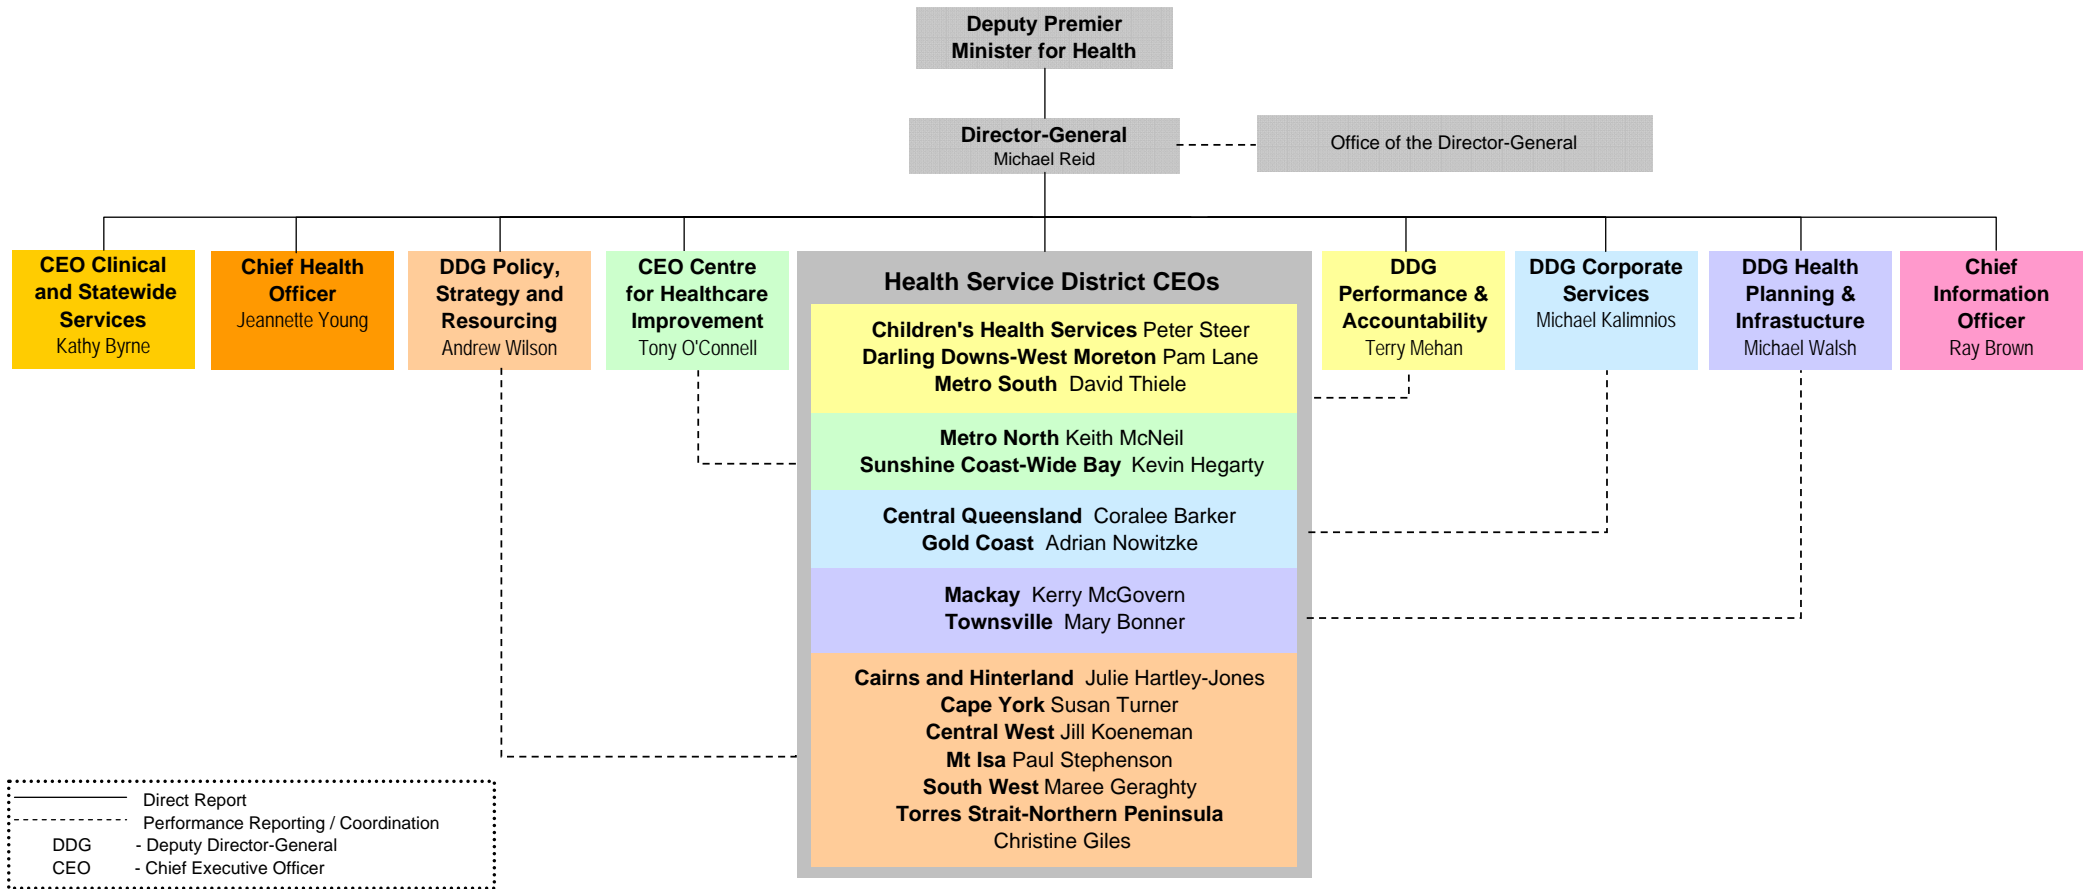 Deputy Premier
Minister for Health
Director-General
Michael Reid
Office of the Director-General
CEO Clinical
and Statewide
Services
Kathy Byrne
Chief Health
Officer
Jeannette Young
DDG Policy,
Strategy and
Resourcing
Andrew Wilson
CEO Centre
for Healthcare
Improvement
Tony O'Connell
Health Service District CEOs
Children's Health Services Peter Steer
Darling Downs-West Moreton Pam Lane
Metro South David Thiele
Metro North Keith McNeil
Sunshine Coast-Wide Bay Kevin Hegarty
Central Queensland Coralee Barker
Gold Coast Adrian Nowitzke
Mackay Kerry McGovern
Townsville Mary Bonner
Cairns and Hinterland Julie Hartley-Jones
Cape York Susan Turner
Central West Jill Koeneman
Mt Isa Paul Stephenson
South West Maree Geraghty
Torres Strait-Northern Peninsula
Christine Giles
DDG
Performance &
Accountability
Terry Mehan
DDG Corporate
Services
Michael Kalimnios
DDG Health
Planning &
Infrastucture
Michael Walsh
Chief
Information
Officer
Ray Brown
Direct Report
Performance Reporting / Coordination
DDG - Deputy Director-General
CEO - Chief Executive Officer